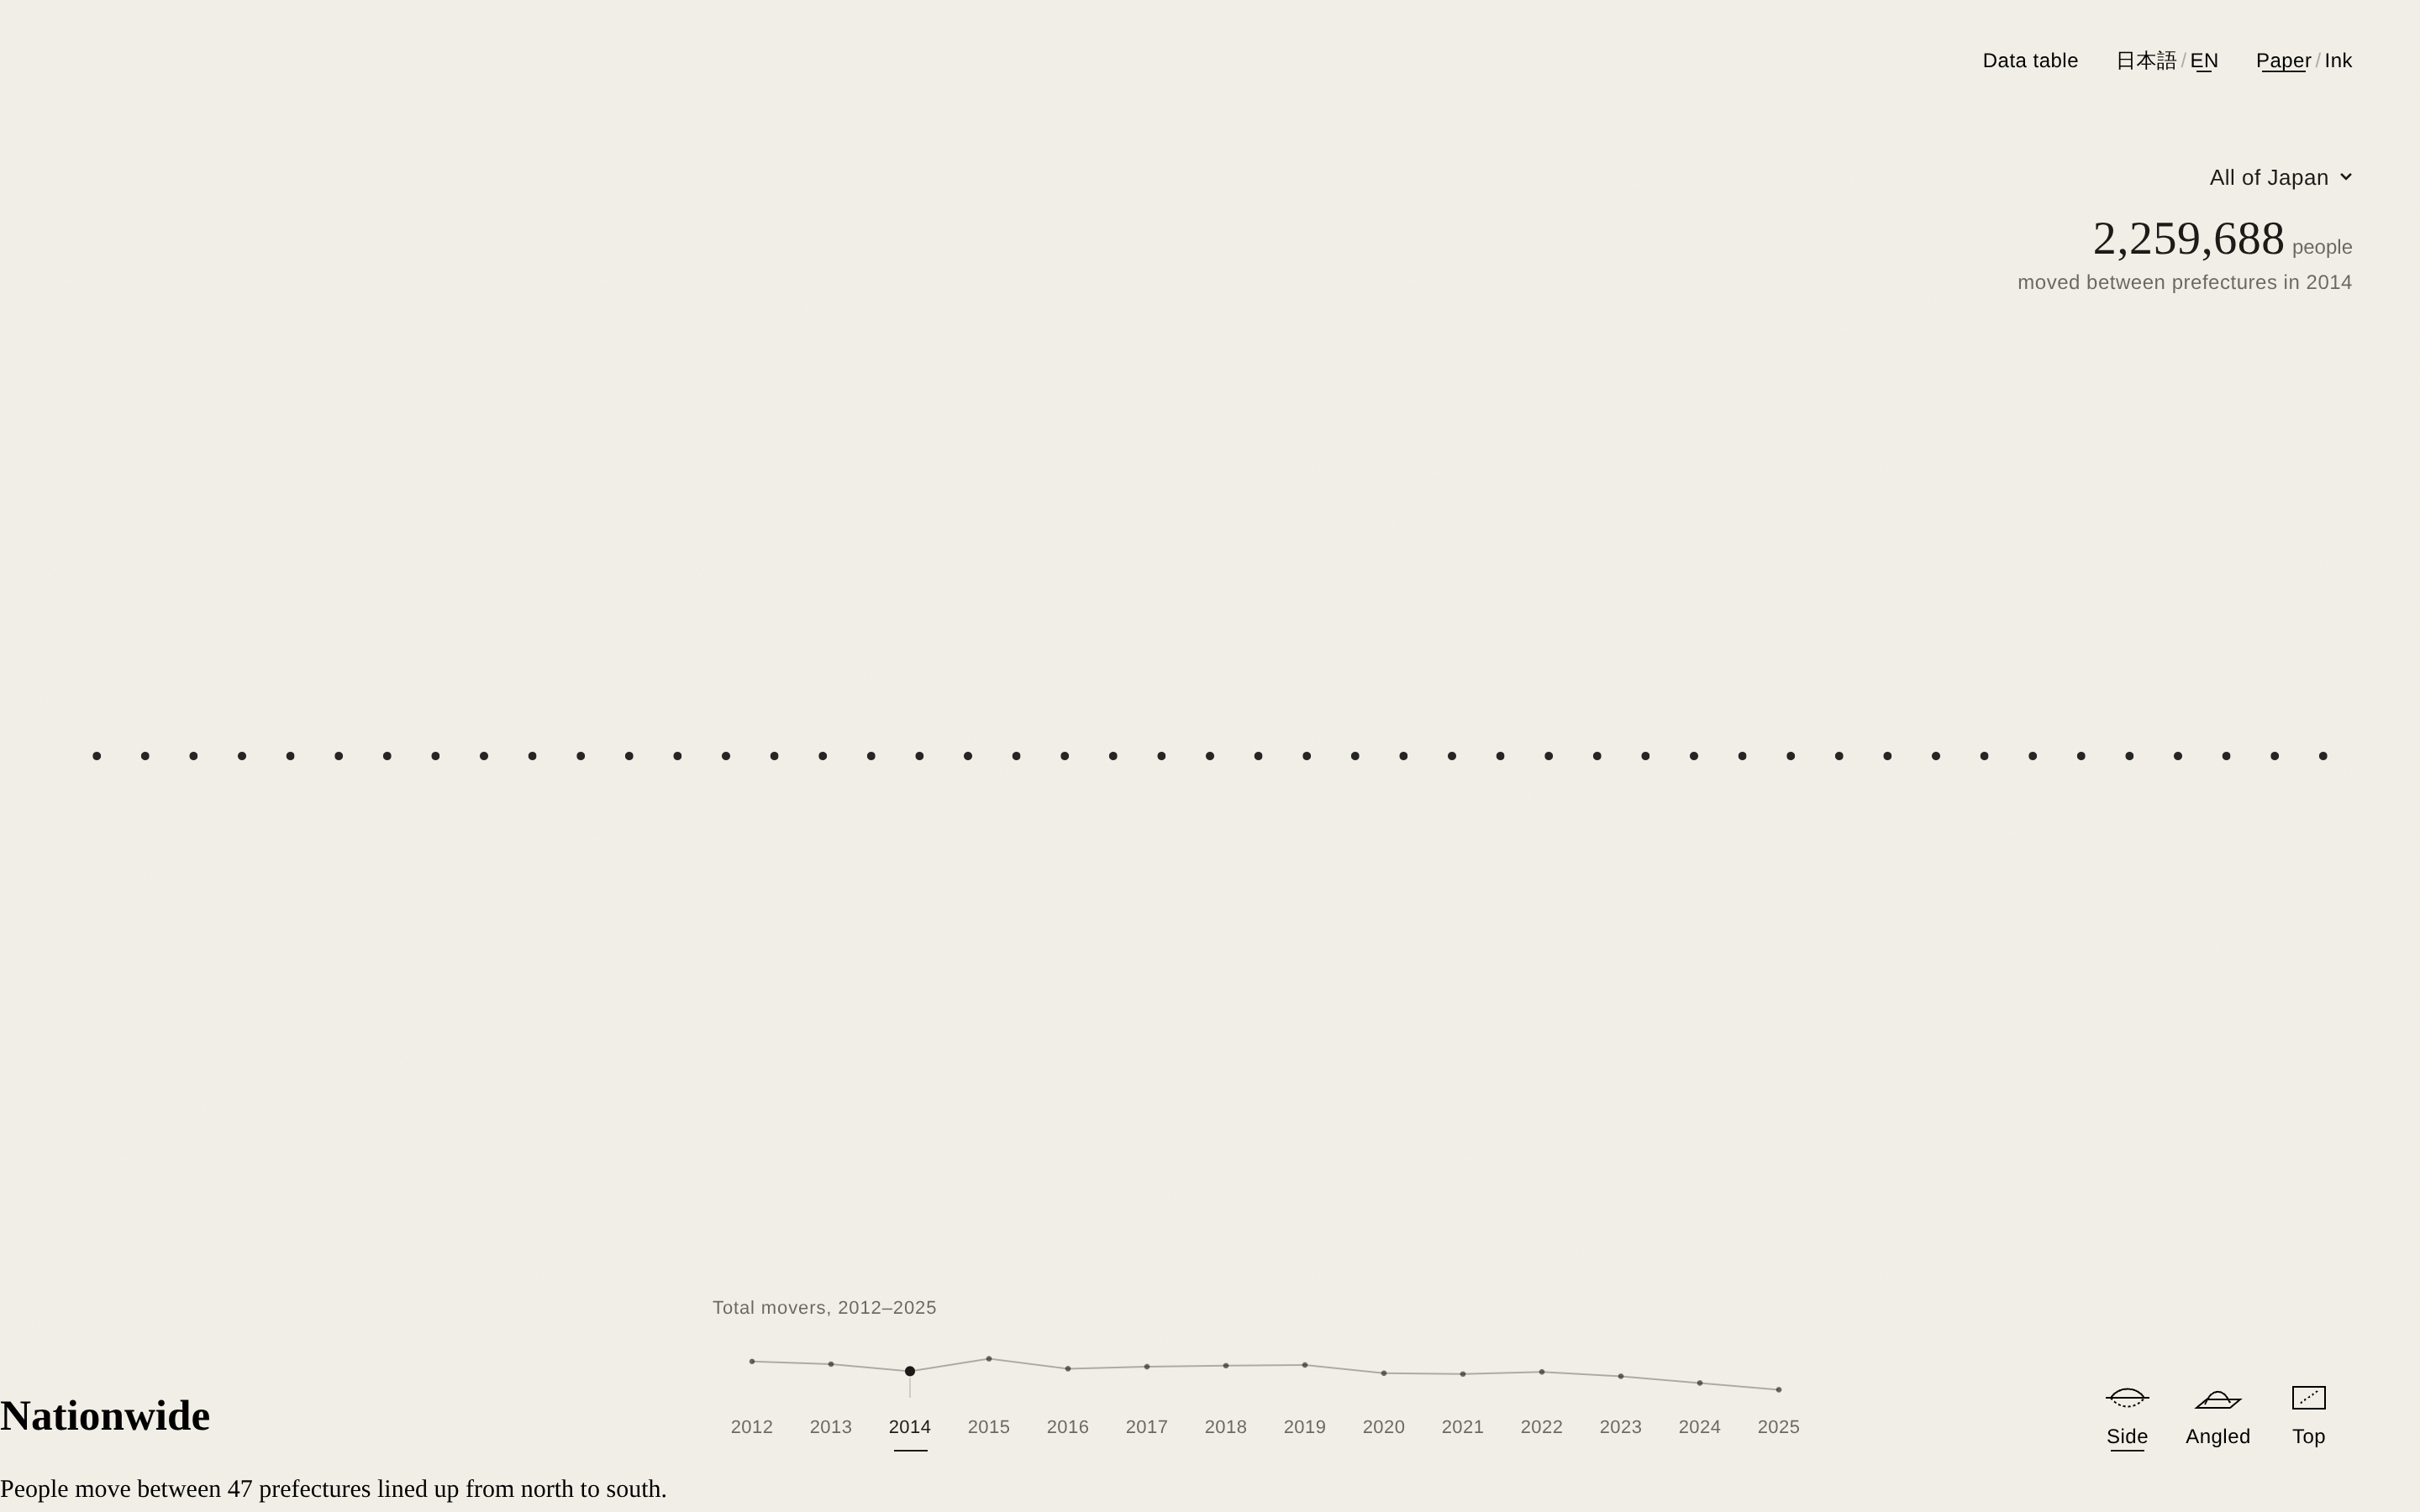 Data table 日本語 / EN Paper / Ink
All of Japan
2,259,688 people
moved between prefectures in 2014
Total movers, 2012–2025
2012 2013 2014 2015 2016 2017 2018 2019 2020 2021 2022 2023 2024 2025
Side Angled Top
Nationwide
People move between 47 prefectures lined up from north to south.